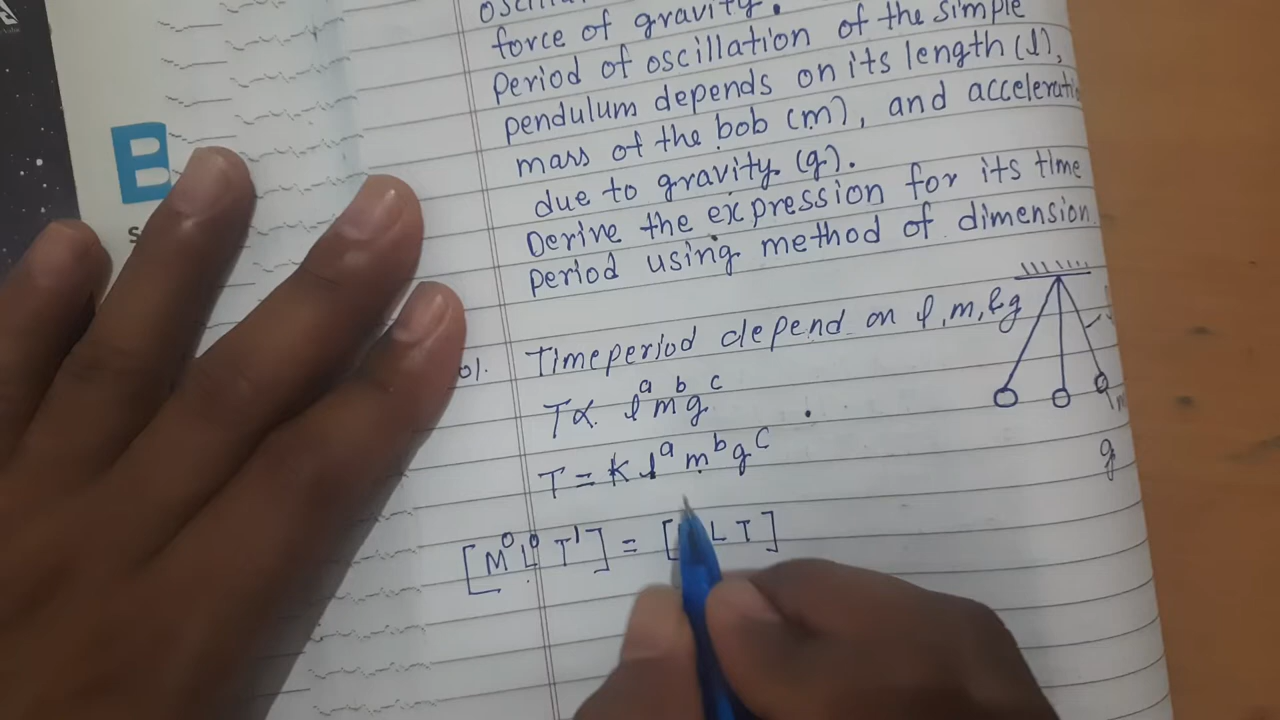 force of gravity.
Period of oscillation of the simple
pendulum depends on its length (l),
mass of the bob (m), and
due to gravity (g).
Derive the expression for its time
period using method of dimension
Timeperiod depend on l, m, & g
T ∝ l^a m^b g^c
T = K l^a m^b g^c
g
[M^0 L^0 T^1] = [ L T ]
B